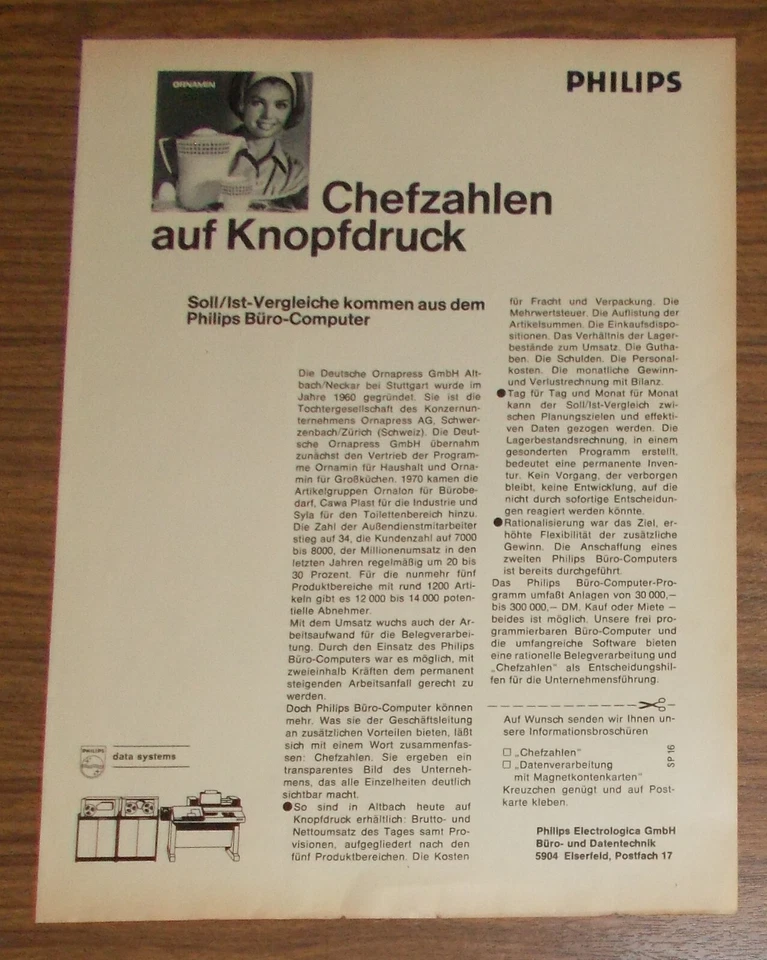 ORNAMIN
PHILIPS
Chefzahlen
auf Knopfdruck
Soll/Ist-Vergleiche kommen aus dem
Philips Büro-Computer
Die Deutsche Ornapress GmbH Alt-
bach/Neckar bei Stuttgart wurde im
Jahre 1960 gegründet. Sie ist die
Tochtergesellschaft des Konzernun-
ternehmens Ornapress AG, Schwer-
zenbach/Zürich (Schweiz). Die Deut-
sche Ornapress GmbH übernahm
zunächst den Vertrieb der Program-
me Ornamin für Haushalt und Orna-
min für Großküchen. 1970 kamen die
Artikelgruppen Ornalon für Bürobe-
darf, Cawa Plast für die Industrie und
Syla für den Toilettenbereich hinzu.
Die Zahl der Außendienstmitarbeiter
stieg auf 34, die Kundenzahl auf 7000
bis 8000, der Millionenumsatz in den
letzten Jahren regelmäßig um 20 bis
30 Prozent. Für die nunmehr fünf
Produktbereiche mit rund 1200 Arti-
keln gibt es 12 000 bis 14 000 poten-
tielle Abnehmer.
Mit dem Umsatz wuchs auch der Ar-
beitsaufwand für die Belegverarbei-
tung. Durch den Einsatz des Philips
Büro-Computers war es möglich, mit
zweieinhalb Kräften dem permanent
steigenden Arbeitsanfall gerecht zu
werden.
Doch Philips Büro-Computer können
mehr. Was sie der Geschäftsleitung
an zusätzlichen Vorteilen bieten, läßt
sich mit einem Wort zusammenfas-
sen: Chefzahlen. Sie ergeben ein
transparentes Bild des Unterneh-
mens, das alle Einzelheiten deutlich
sichtbar macht.
● So sind in Altbach heute auf
Knopfdruck erhältlich: Brutto- und
Nettoumsatz des Tages samt Pro-
visionen, aufgegliedert nach den
fünf Produktbereichen. Die Kosten
für Fracht und Verpackung. Die
Mehrwertsteuer. Die Auflistung der
Artikelsummen. Die Einkaufsdispo-
sitionen. Das Verhältnis der Lager-
bestände zum Umsatz. Die Gutha-
ben. Die Schulden. Die Personal-
kosten. Die monatliche Gewinn-
und Verlustrechnung mit Bilanz.
● Tag für Tag und Monat für Monat
kann der Soll/Ist-Vergleich zwi-
schen Planungszielen und effekti-
ven Daten gezogen werden. Die
Lagerbestandsrechnung, in einem
gesonderten Programm erstellt,
bedeutet eine permanente Inven-
tur. Kein Vorgang, der verborgen
bleibt, keine Entwicklung, auf die
nicht durch sofortige Entscheidun-
gen reagiert werden könnte.
● Rationalisierung war das Ziel, er-
höhte Flexibilität der zusätzliche
Gewinn. Die Anschaffung eines
zweiten Philips Büro-Computers
ist bereits durchgeführt.
Das Philips Büro-Computer-Pro-
gramm umfaßt Anlagen von 30 000,–
bis 300 000,– DM. Kauf oder Miete –
beides ist möglich. Unsere frei pro-
grammierbaren Büro-Computer und
die umfangreiche Software bieten
eine rationelle Belegverarbeitung und
„Chefzahlen“ als Entscheidungshil-
fen für die Unternehmensführung.
Auf Wunsch senden wir Ihnen un-
sere Informationsbroschüren
□ „Chefzahlen“
□ „Datenverarbeitung
mit Magnetkontenkarten“
Kreuzchen genügt und auf Post-
karte kleben.
SP 16
Philips Electrologica GmbH
Büro- und Datentechnik
5904 Eiserfeld, Postfach 17
PHILIPS
data systems